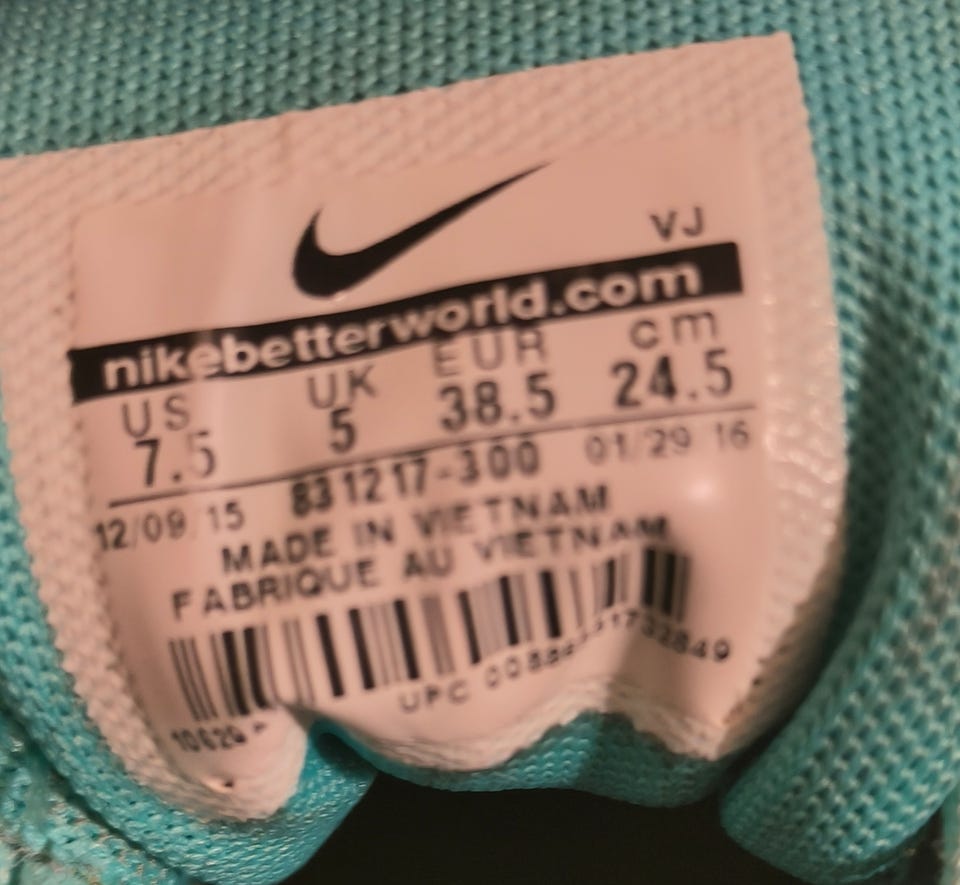 VJ
nikebetterworld.com
US UK EUR cm
7.5 5 38.5 24.5
12/09 15 831217-300 01/29 16
MADE IN VIETNAM
FABRIQUE AU VIETNAM
UPC